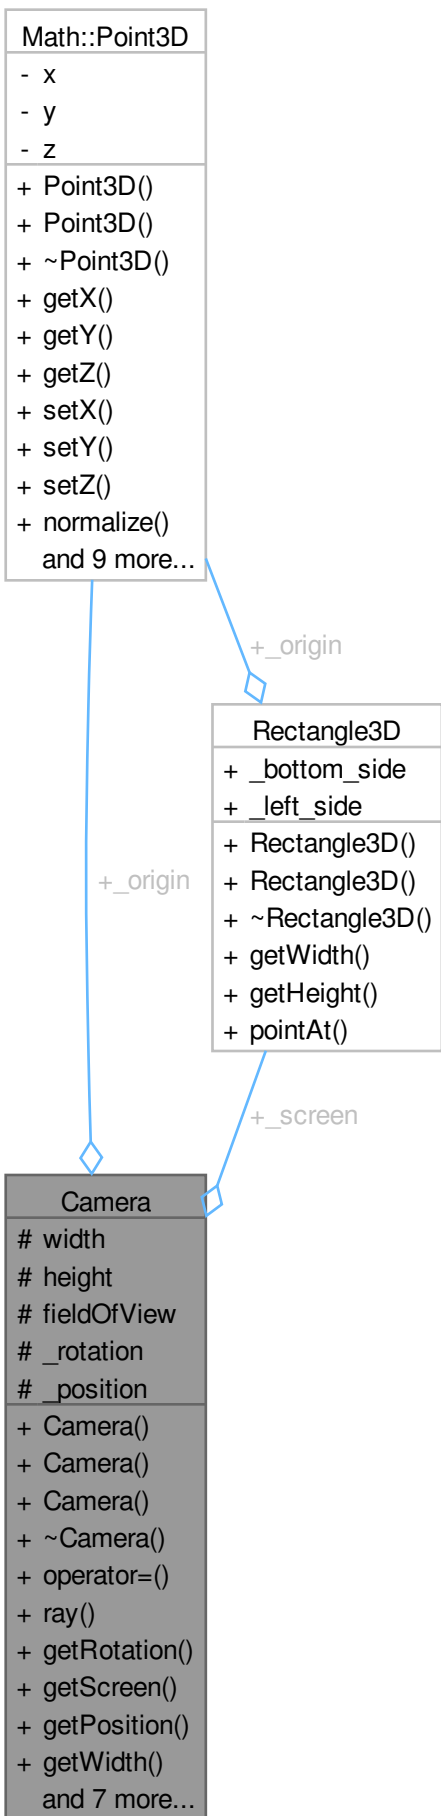 Math::Point3D
- x
- y
- z
+ Point3D()
+ Point3D()
+ ~Point3D()
+ getX()
+ getY()
+ getZ()
+ setX()
+ setY()
+ setZ()
+ normalize()
and 9 more...
+_origin
Rectangle3D
+ _bottom_side
+ _left_side
+ Rectangle3D()
+ Rectangle3D()
+ ~Rectangle3D()
+ getWidth()
+ getHeight()
+ pointAt()
+_origin
+_screen
Camera
# width
# height
# fieldOfView
# _rotation
# _position
+ Camera()
+ Camera()
+ Camera()
+ ~Camera()
+ operator=()
+ ray()
+ getRotation()
+ getScreen()
+ getPosition()
+ getWidth()
and 7 more...